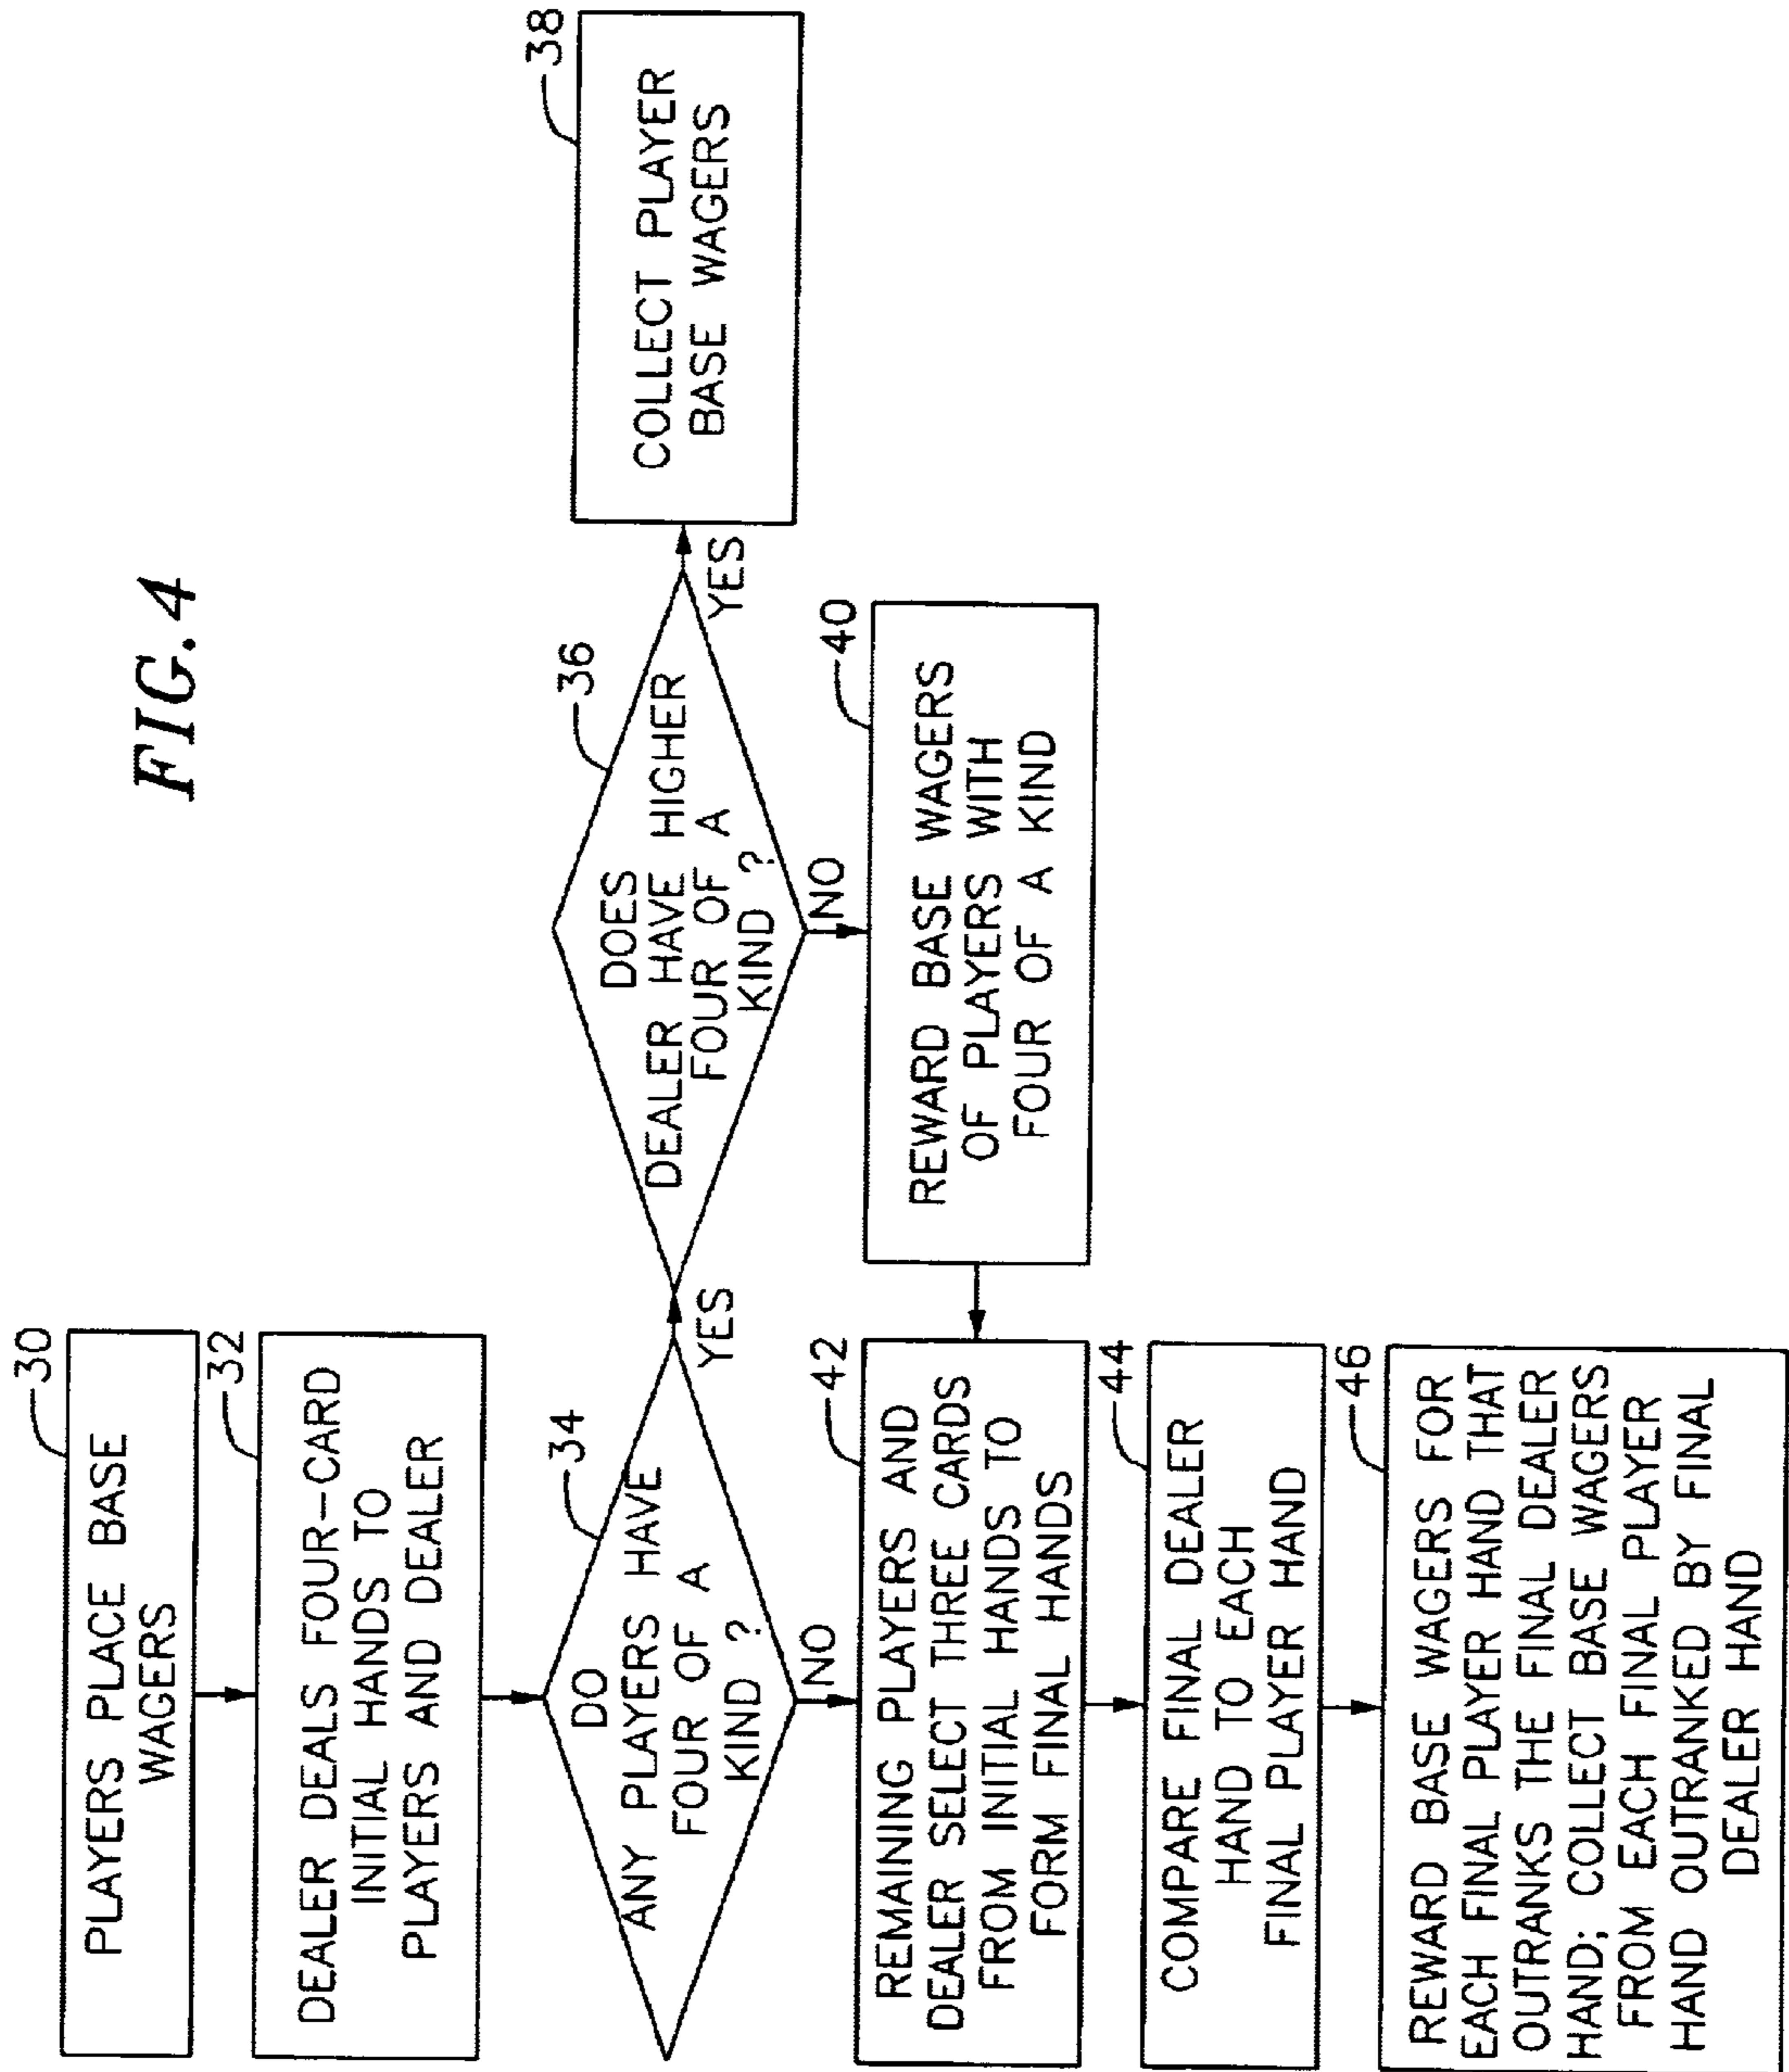 FIG.4
30
PLAYERS PLACE BASE
WAGERS
32
DEALER DEALS FOUR-CARD
INITIAL HANDS TO
PLAYERS AND DEALER
34
DO
ANY PLAYERS HAVE
FOUR OF A
KIND ?
YES
NO
36
DOES
DEALER HAVE HIGHER
FOUR OF A
KIND ?
YES
NO
38
COLLECT PLAYER
BASE WAGERS
40
REWARD BASE WAGERS
OF PLAYERS WITH
FOUR OF A KIND
42
REMAINING PLAYERS AND
DEALER SELECT THREE CARDS
FROM INITIAL HANDS TO
FORM FINAL HANDS
44
COMPARE FINAL DEALER
HAND TO EACH
FINAL PLAYER HAND
46
REWARD BASE WAGERS FOR
EACH FINAL PLAYER HAND THAT
OUTRANKS THE FINAL DEALER
HAND; COLLECT BASE WAGERS
FROM EACH FINAL PLAYER
HAND OUTRANKED BY FINAL
DEALER HAND